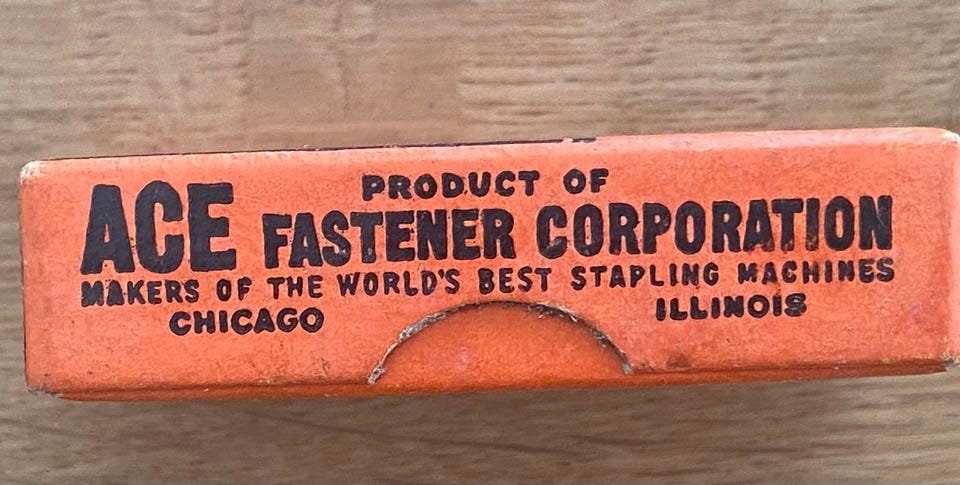 PRODUCT OF
ACE FASTENER CORPORATION
MAKERS OF THE WORLD'S BEST STAPLING MACHINES
CHICAGO ILLINOIS